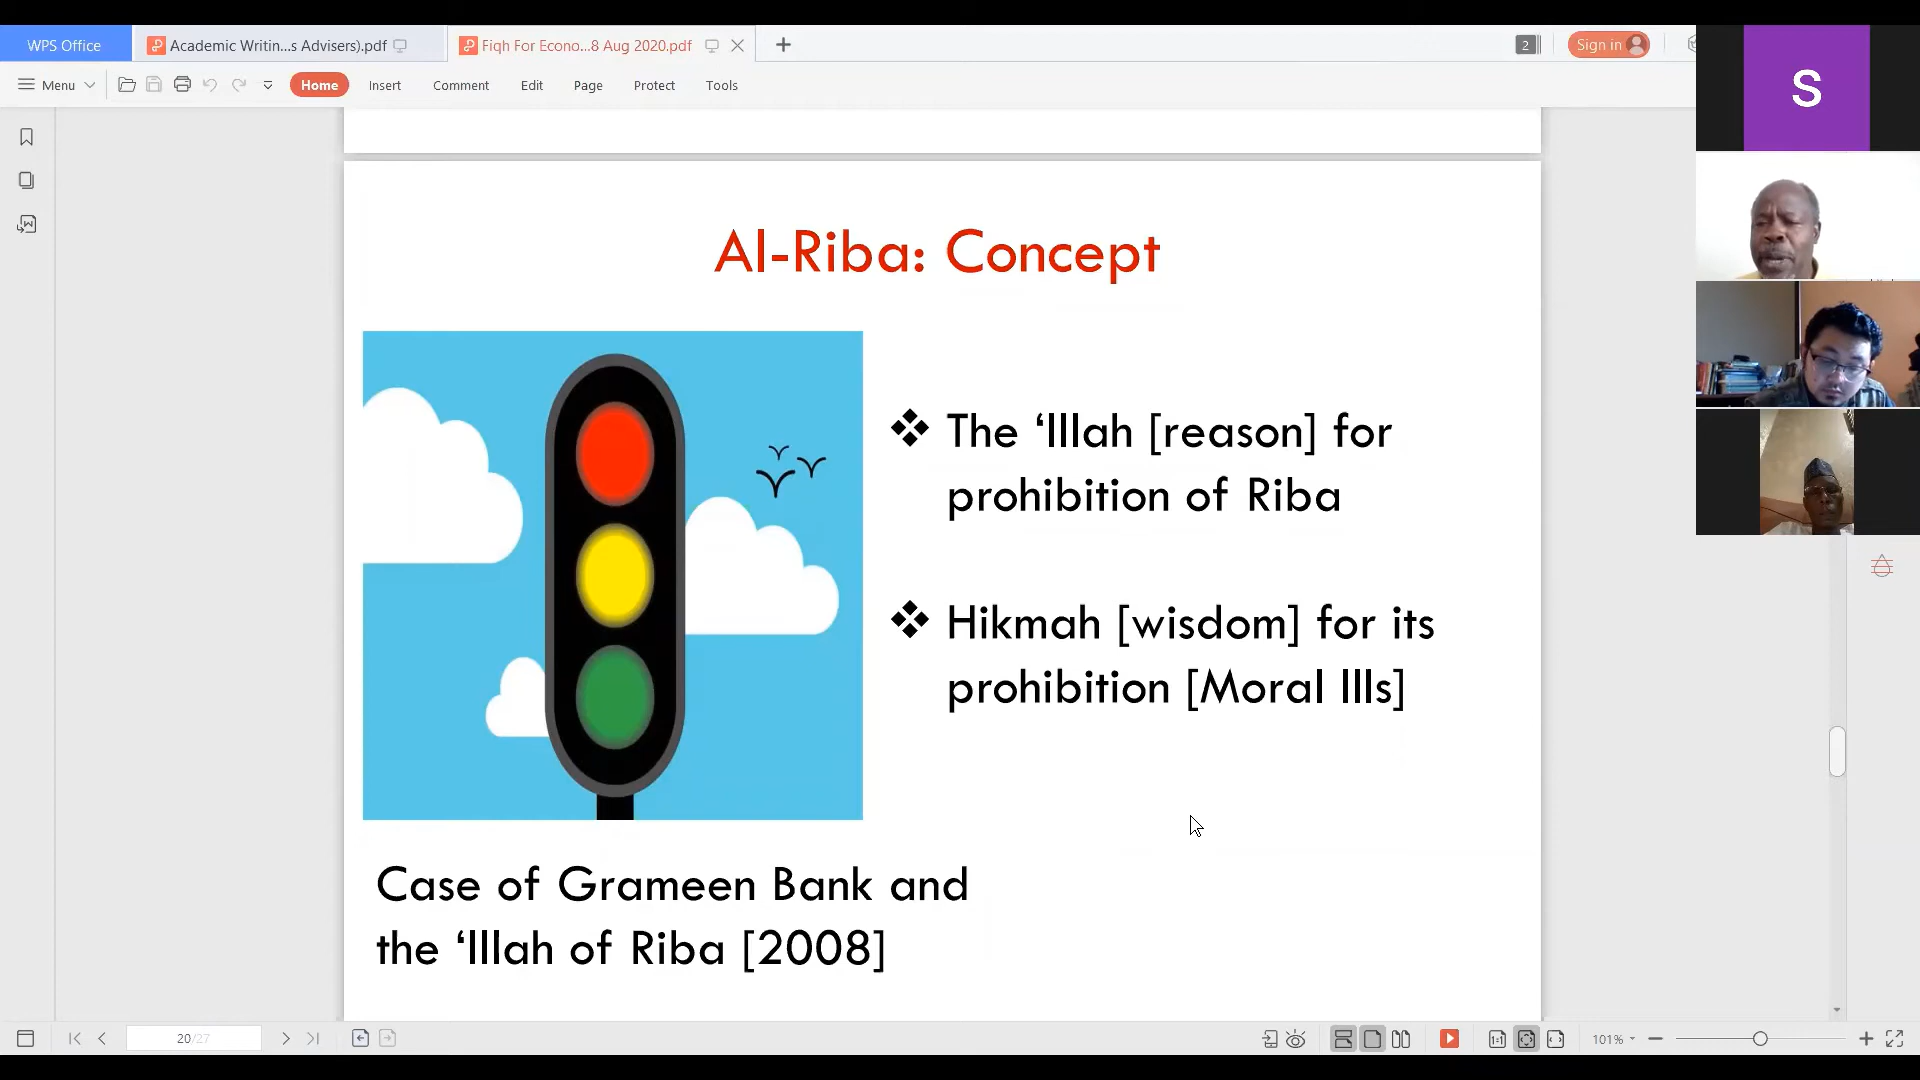 WPS Office
Academic Writin...s Advisers).pdf
Fiqh For Econo...8 Aug 2020.pdf
2
Sign in
Menu
Home
Insert
Comment
Edit
Page
Protect
Tools
S
Al-Riba: Concept
The ‘Illah [reason] for
prohibition of Riba
Hikmah [wisdom] for its
prohibition [Moral Ills]
Case of Grameen Bank and
the ‘Illah of Riba [2008]
20/27
101%